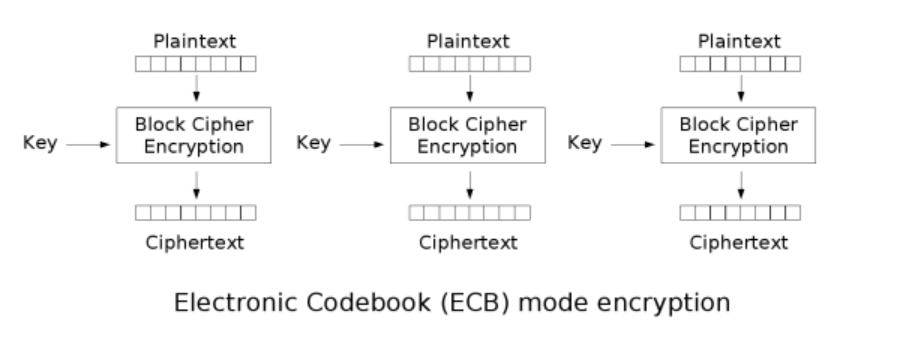 Plaintext
Plaintext
Plaintext
Key
Block Cipher
Encryption
Key
Block Cipher
Encryption
Key
Block Cipher
Encryption
Ciphertext
Ciphertext
Ciphertext
Electronic Codebook (ECB) mode encryption